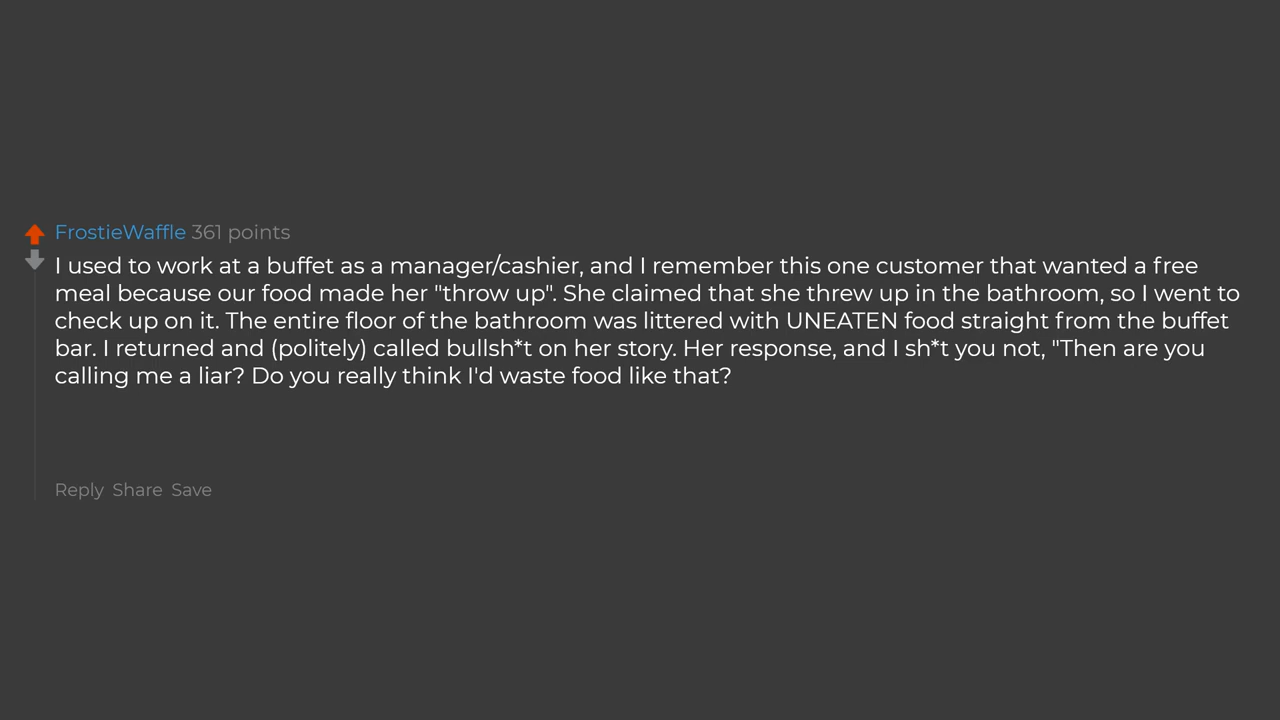 FrostieWaffle 361 points
I used to work at a buffet as a manager/cashier, and I remember this one customer that wanted a free
meal because our food made her "throw up". She claimed that she threw up in the bathroom, so I went to
check up on it. The entire floor of the bathroom was littered with UNEATEN food straight from the buffet
bar. I returned and (politely) called bullsh*t on her story. Her response, and I sh*t you not, "Then are you
calling me a liar? Do you really think I'd waste food like that?
Reply Share Save